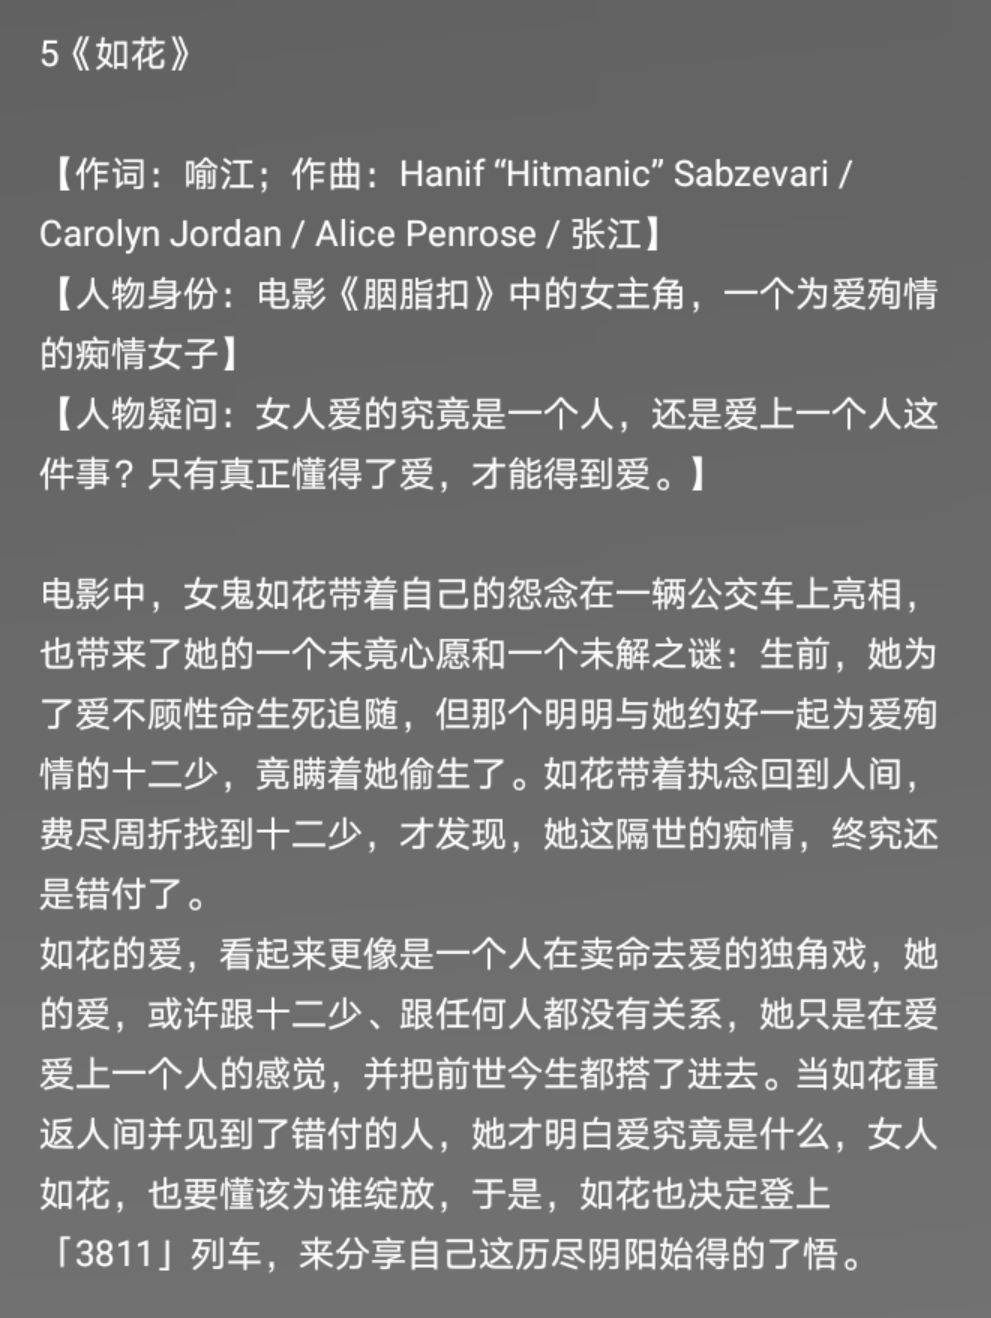 5《如花》
【作词：喻江；作曲：Hanif “Hitmanic” Sabzevari /
Carolyn Jordan / Alice Penrose / 张江】
【人物身份：电影《胭脂扣》中的女主角，一个为爱殉情
的痴情女子】
【人物疑问：女人爱的究竟是一个人，还是爱上一个人这
件事？只有真正懂得了爱，才能得到爱。】
电影中，女鬼如花带着自己的怨念在一辆公交车上亮相，
也带来了她的一个未竟心愿和一个未解之谜：生前，她为
了爱不顾性命生死追随，但那个明明与她约好一起为爱殉
情的十二少，竟瞒着她偷生了。如花带着执念回到人间，
费尽周折找到十二少，才发现，她这隔世的痴情，终究还
是错付了。
如花的爱，看起来更像是一个人在卖命去爱的独角戏，她
的爱，或许跟十二少、跟任何人都没有关系，她只是在爱
爱上一个人的感觉，并把前世今生都搭了进去。当如花重
返人间并见到了错付的人，她才明白爱究竟是什么，女人
如花，也要懂该为谁绽放，于是，如花也决定登上
「3811」列车，来分享自己这历尽阴阳始得的了悟。